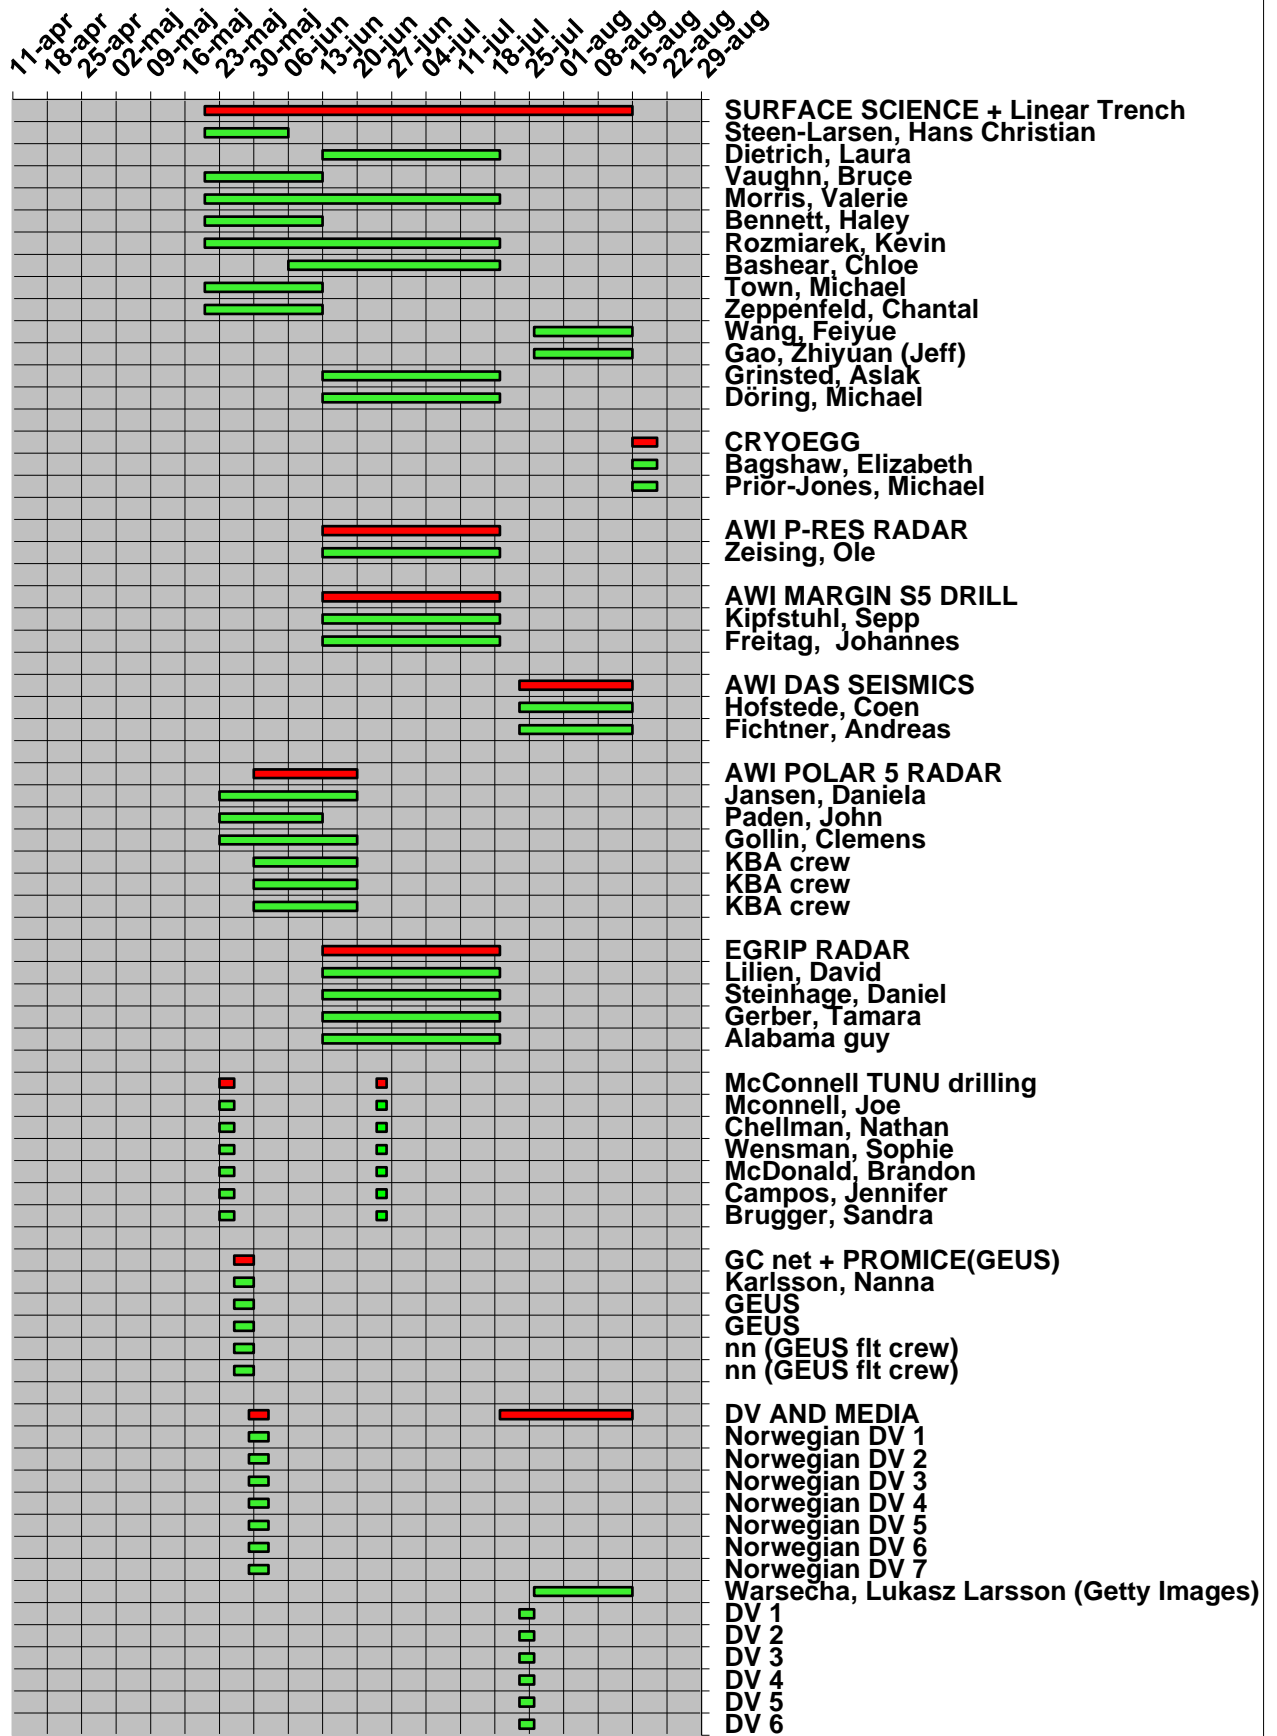 11-apr
18-apr
25-apr
02-maj
09-maj
16-maj
23-maj
30-maj
06-jun
13-jun
20-jun
27-jun
04-jul
11-jul
18-jul
25-jul
01-aug
08-aug
15-aug
22-aug
29-aug
SURFACE SCIENCE + Linear Trench
Steen-Larsen, Hans Christian
Dietrich, Laura
Vaughn, Bruce
Morris, Valerie
Bennett, Haley
Rozmiarek, Kevin
Bashear, Chloe
Town, Michael
Zeppenfeld, Chantal
Wang, Feiyue
Gao, Zhiyuan (Jeff)
Grinsted, Aslak
Döring, Michael
CRYOEGG
Bagshaw, Elizabeth
Prior-Jones, Michael
AWI P-RES RADAR
Zeising, Ole
AWI MARGIN S5 DRILL
Kipfstuhl, Sepp
Freitag,  Johannes
AWI DAS SEISMICS
Hofstede, Coen
Fichtner, Andreas
AWI POLAR 5 RADAR
Jansen, Daniela
Paden, John
Gollin, Clemens
KBA crew
KBA crew
KBA crew
EGRIP RADAR
Lilien, David
Steinhage, Daniel
Gerber, Tamara
Alabama guy
McConnell TUNU drilling
Mconnell, Joe
Chellman, Nathan
Wensman, Sophie
McDonald, Brandon
Campos, Jennifer
Brugger, Sandra
GC net + PROMICE(GEUS)
Karlsson, Nanna
GEUS
GEUS
nn (GEUS flt crew)
nn (GEUS flt crew)
DV AND MEDIA
Norwegian DV 1
Norwegian DV 2
Norwegian DV 3
Norwegian DV 4
Norwegian DV 5
Norwegian DV 6
Norwegian DV 7
Warsecha, Lukasz Larsson (Getty Images)
DV 1
DV 2
DV 3
DV 4
DV 5
DV 6